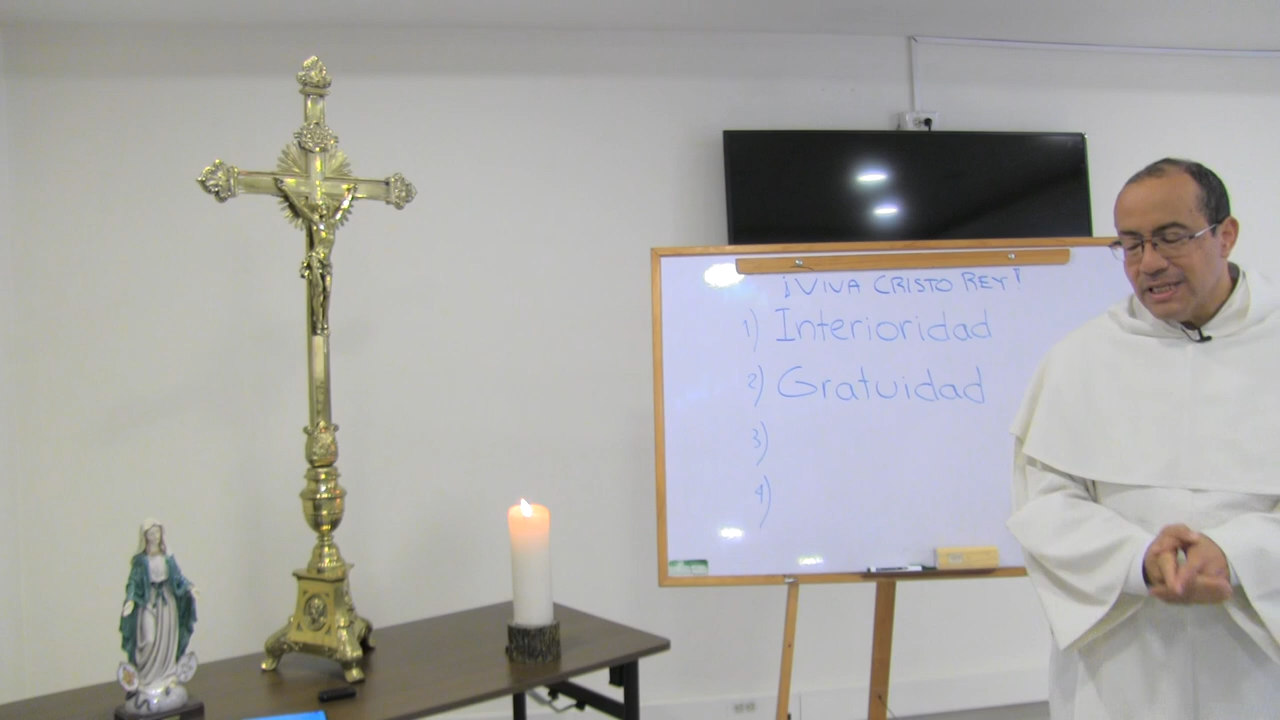 ¡VIVA CRISTO REY!
1) Interioridad
2) Gratuidad
3)
4)